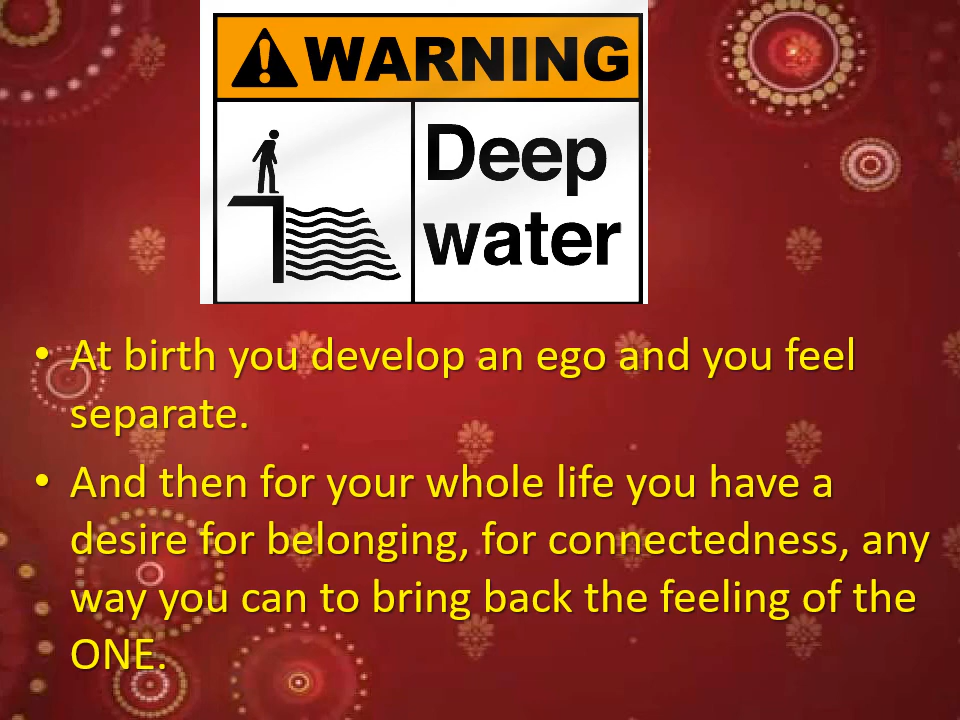 WARNING
Deep
water
• At birth you develop an ego and you feel
separate.
• And then for your whole life you have a
desire for belonging, for connectedness, any
way you can to bring back the feeling of the
ONE.